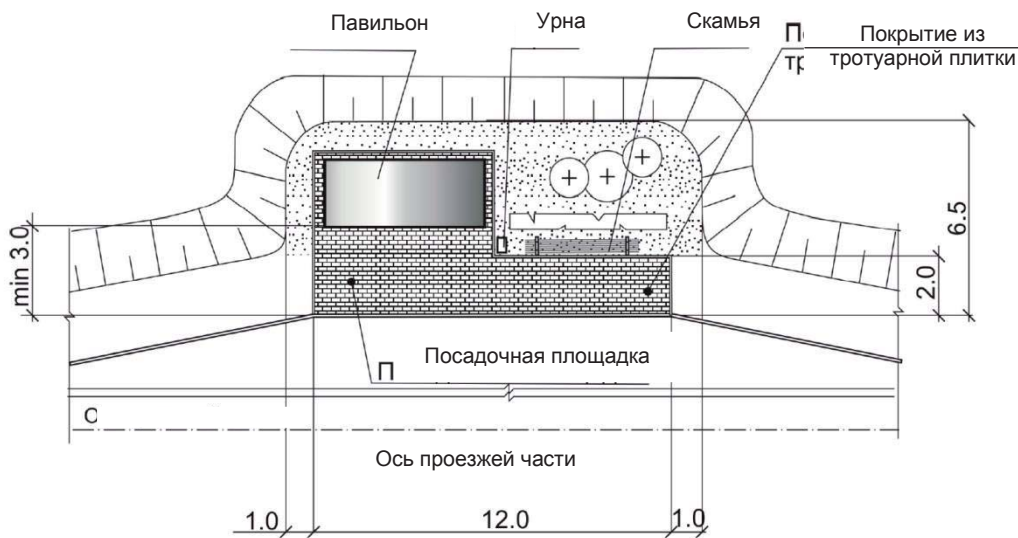 Павильон
Урна
Скамья
П Покрытие из
тр тротуарной плитки
min 3.0
6.5
2.0
Посадочная площадка
П
О
Ось проезжей части
1.0
12.0
1.0